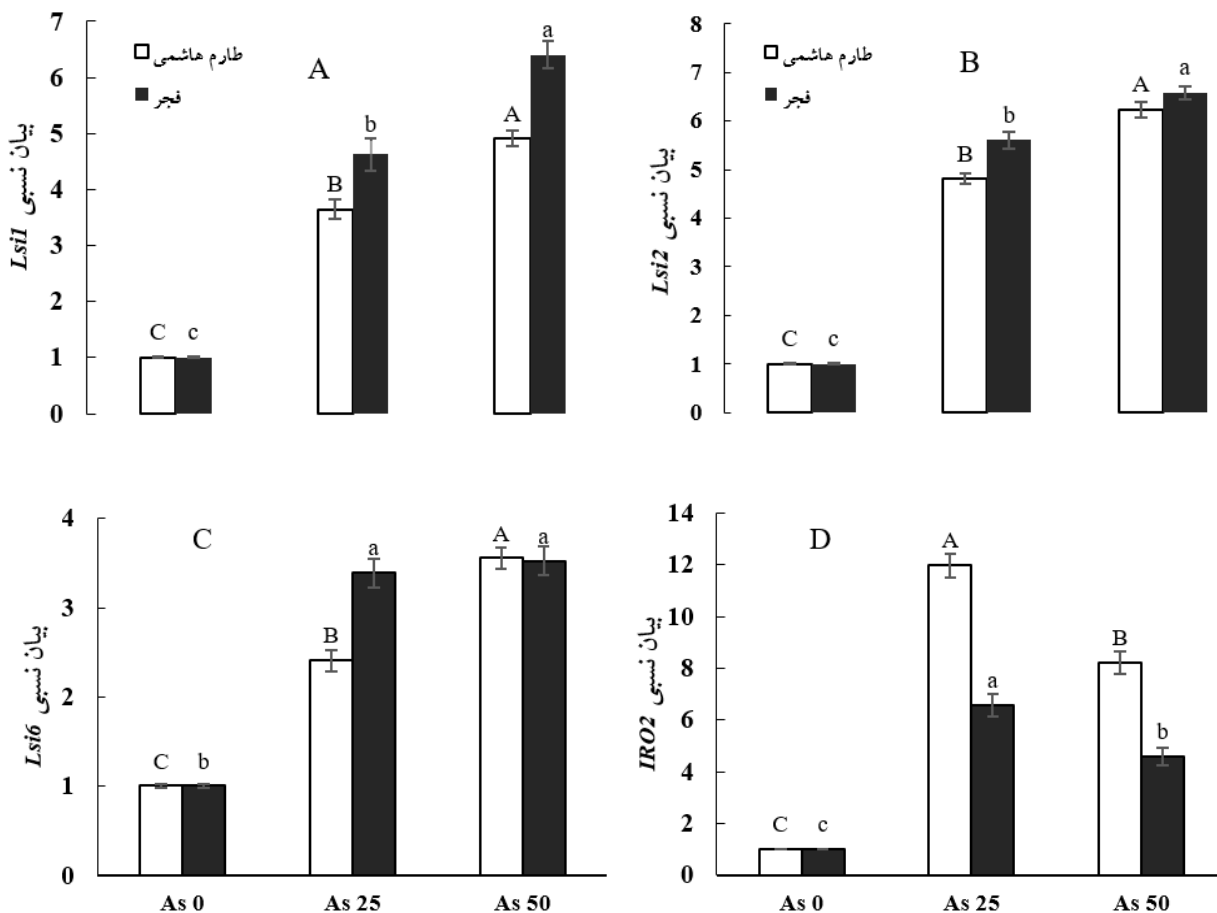 7
6
5
4
3
2
1
0
بیان نسبی Lsi1
طارم هاشمی
فجر
A
C
c
B
b
A
a
8
7
6
5
4
3
2
1
0
بیان نسبی Lsi2
طارم هاشمی
فجر
B
C
c
B
b
A
a
4
3
2
1
0
بیان نسبی Lsi6
C
C
b
B
a
A
a
As 0
As 25
As 50
14
12
10
8
6
4
2
0
بیان نسبی IRO2
D
C
c
A
a
B
b
As 0
As 25
As 50